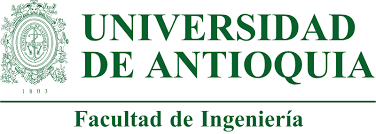 UNIVERSIDAD
DE ANTIOQUIA
1803
Facultad de Ingeniería